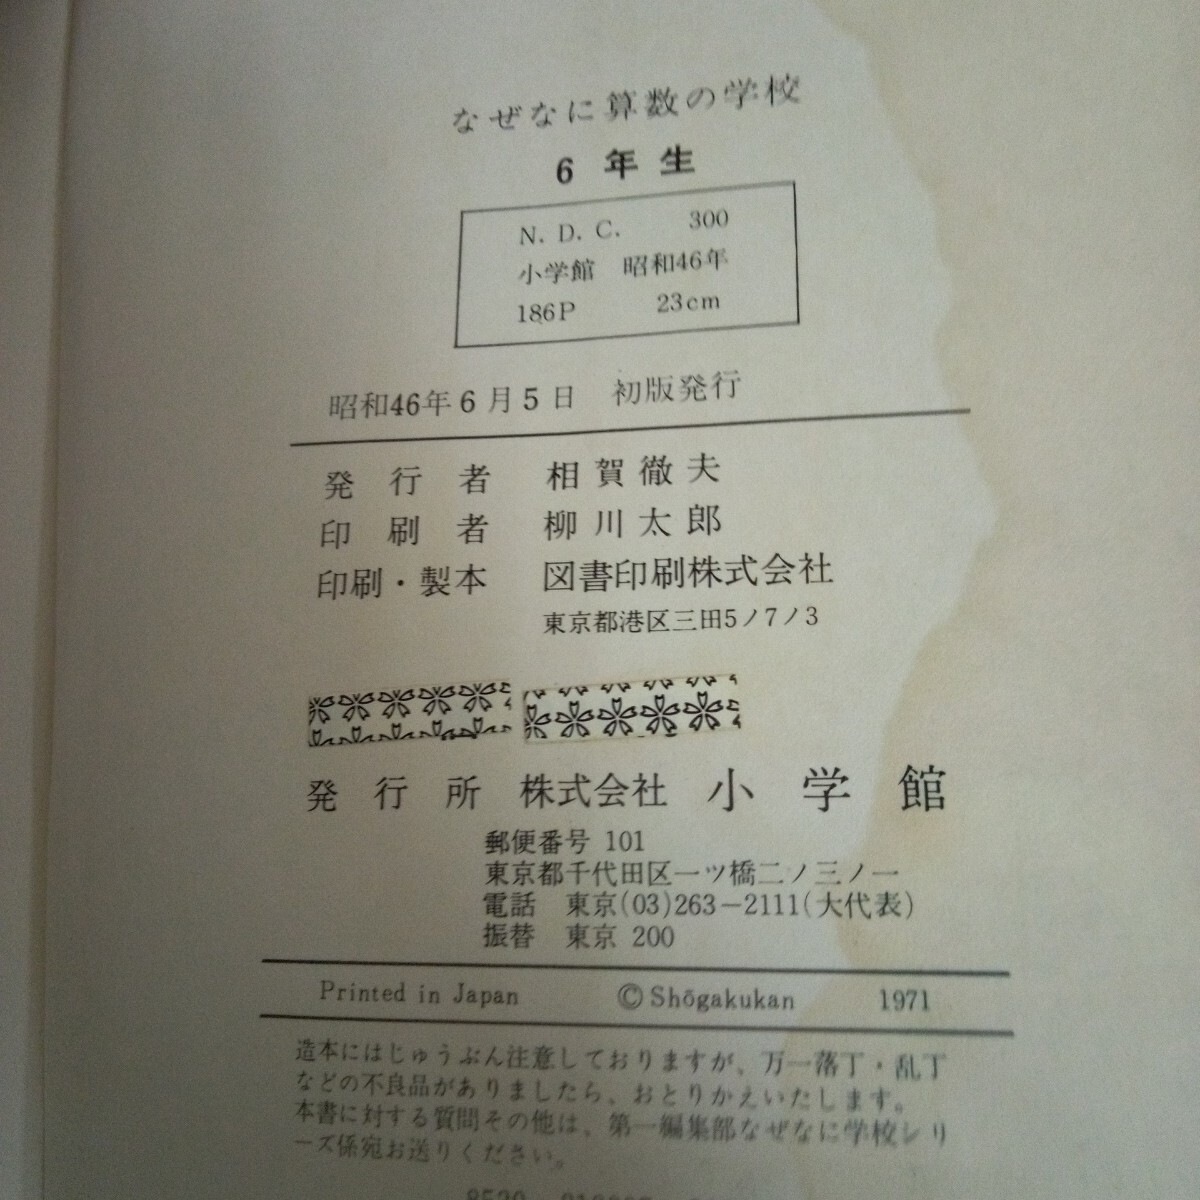 なぜなに算数の学校
6年生
N. D. C. 300
小学館 昭和46年
186P 23cm
昭和46年6月5日 初版発行
発行者 相賀徹夫
印刷者 柳川太郎
印刷・製本 図書印刷株式会社
東京都港区三田5ノ7ノ3
発行所 株式会社 小学館
郵便番号 101
東京都千代田区一ツ橋二ノ三ノ一
電話 東京(03)263-2111(大代表)
振替 東京 200
Printed in Japan ©Shōgakukan 1971
造本にはじゅうぶん注意しておりますが、万一落丁・乱丁
などの不良品がありましたら、おとりかえいたします。
本書に対する質問その他は、第一編集部なぜなに学校シリ
ーズ係宛お送りください。